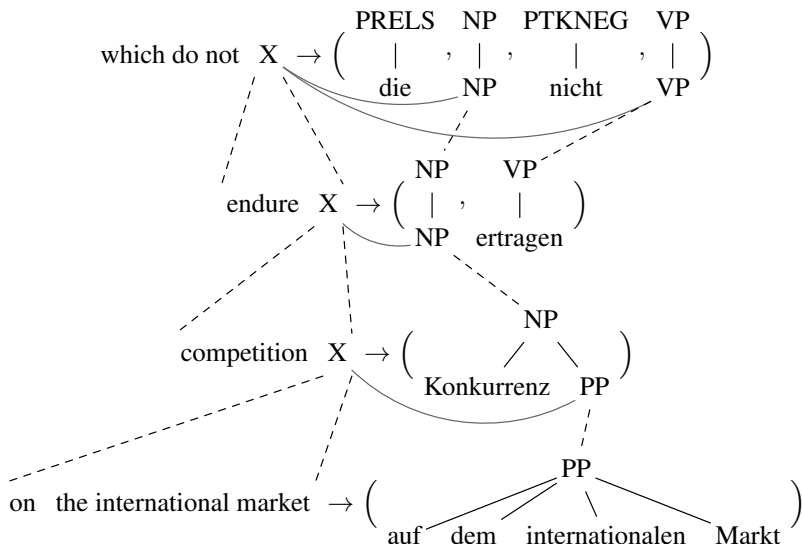 PRELS NP PTKNEG VP
which do not X → ( , , , )
die NP nicht VP
NP VP
endure X → ( , )
NP ertragen
NP
competition X → ( )
Konkurrenz PP
PP
on the international market → ( )
auf dem internationalen Markt